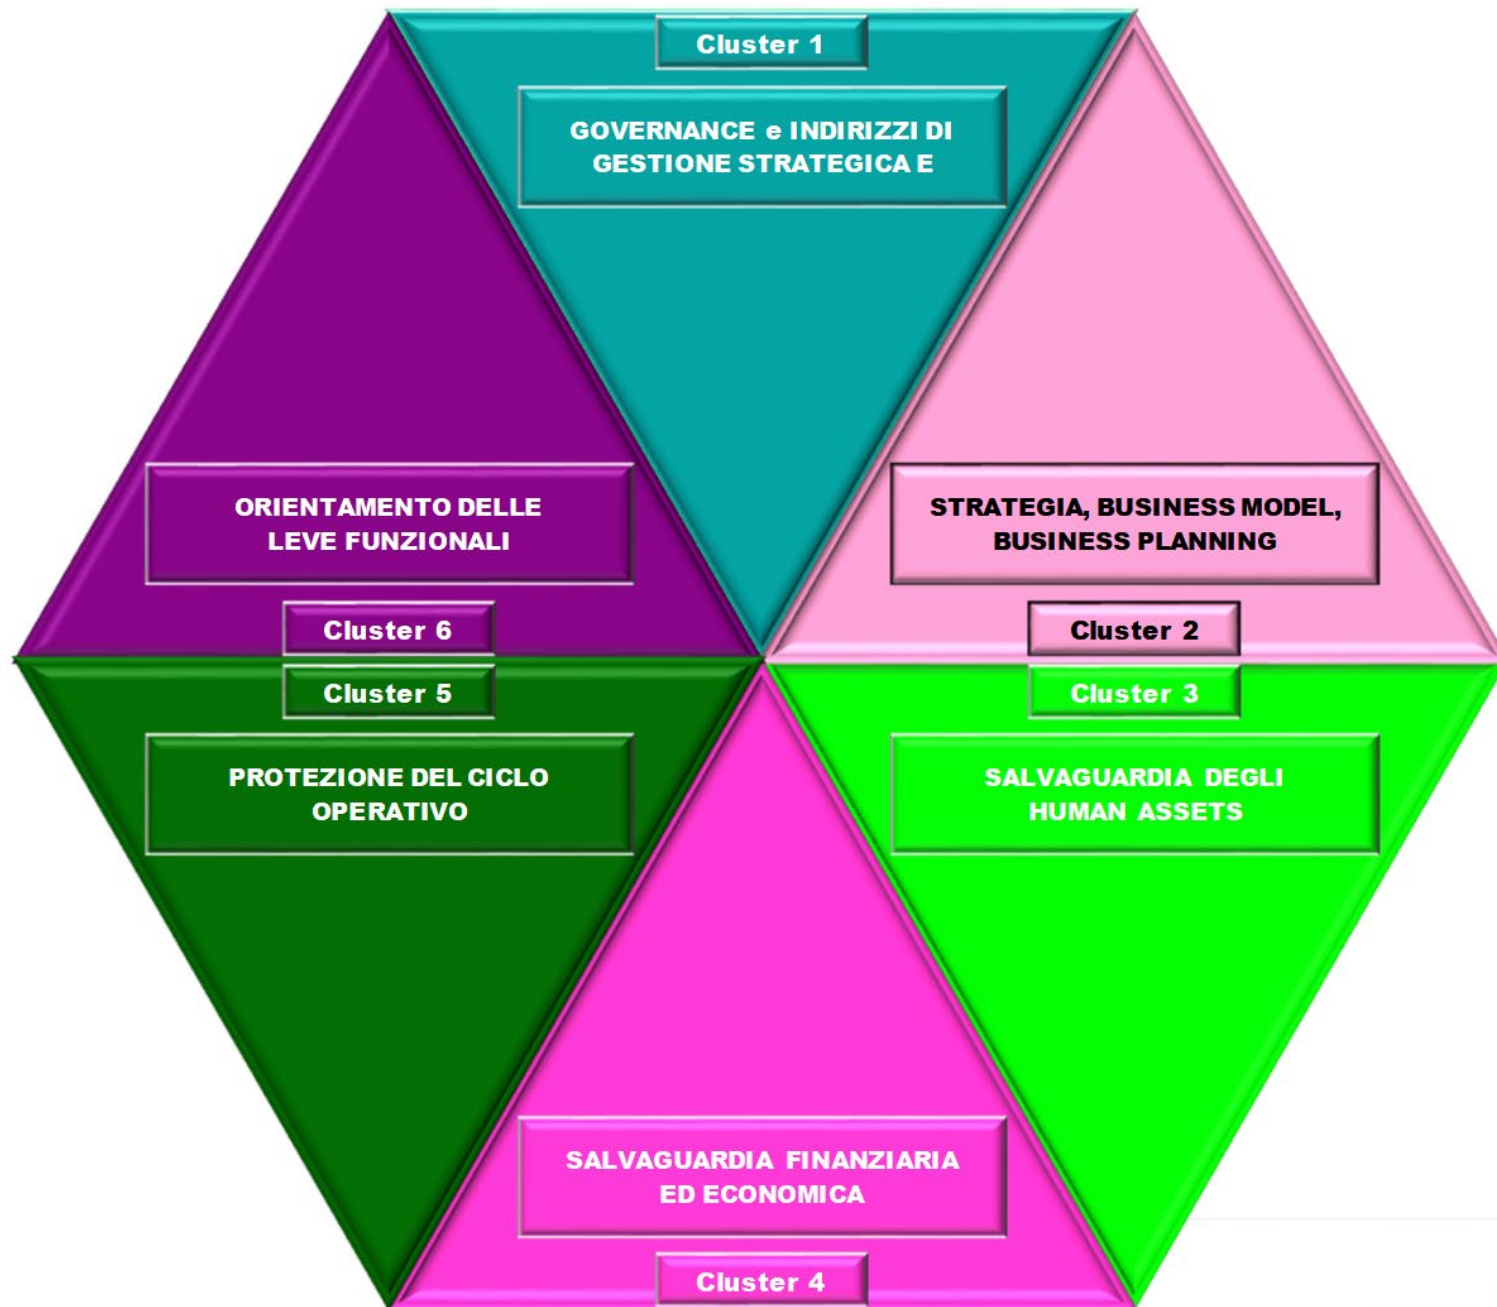 Cluster 1
GOVERNANCE e INDIRIZZI DI
GESTIONE STRATEGICA E
ORIENTAMENTO DELLE
LEVE FUNZIONALI
Cluster 6
STRATEGIA, BUSINESS MODEL,
BUSINESS PLANNING
Cluster 2
Cluster 5
PROTEZIONE DEL CICLO
OPERATIVO
Cluster 3
SALVAGUARDIA DEGLI
HUMAN ASSETS
SALVAGUARDIA FINANZIARIA
ED ECONOMICA
Cluster 4